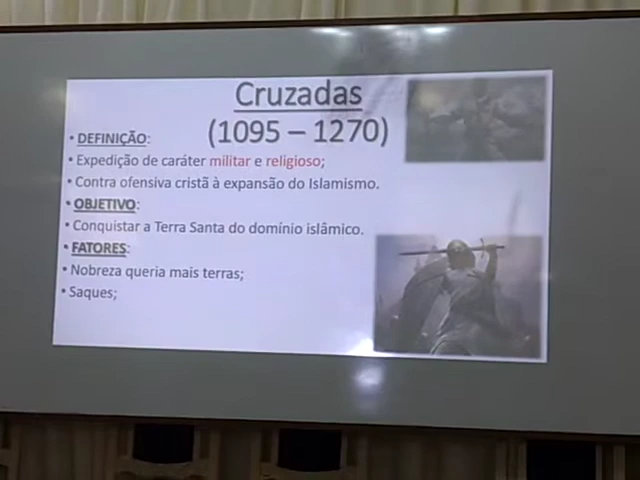 Cruzadas
(1095 – 1270)
• DEFINIÇÃO:
• Expedição de caráter militar e religioso;
• Contra ofensiva cristã à expansão do Islamismo.
• OBJETIVO:
• Conquistar a Terra Santa do domínio islâmico.
• FATORES:
• Nobreza queria mais terras;
• Saques;